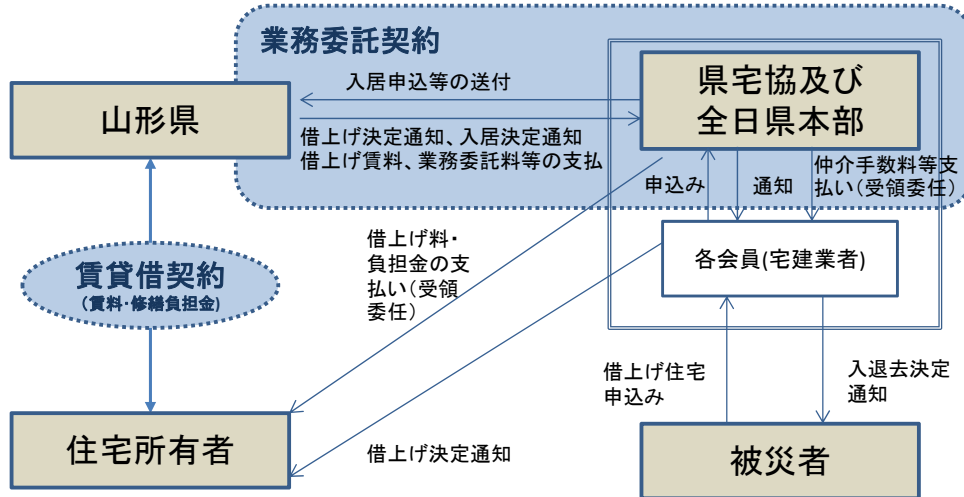 業務委託契約
県宅協及び
全日県本部
入居申込等の送付
山形県
借上げ決定通知、入居決定通知
借上げ賃料、業務委託料等の支払
申込み
通知
仲介手数料等支
払い(受領委任)
各会員(宅建業者)
借上げ料・
負担金の支
払い(受領
委任)
賃貸借契約
(賃料・修繕負担金)
借上げ住宅
申込み
入退去決定
通知
住宅所有者
借上げ決定通知
被災者